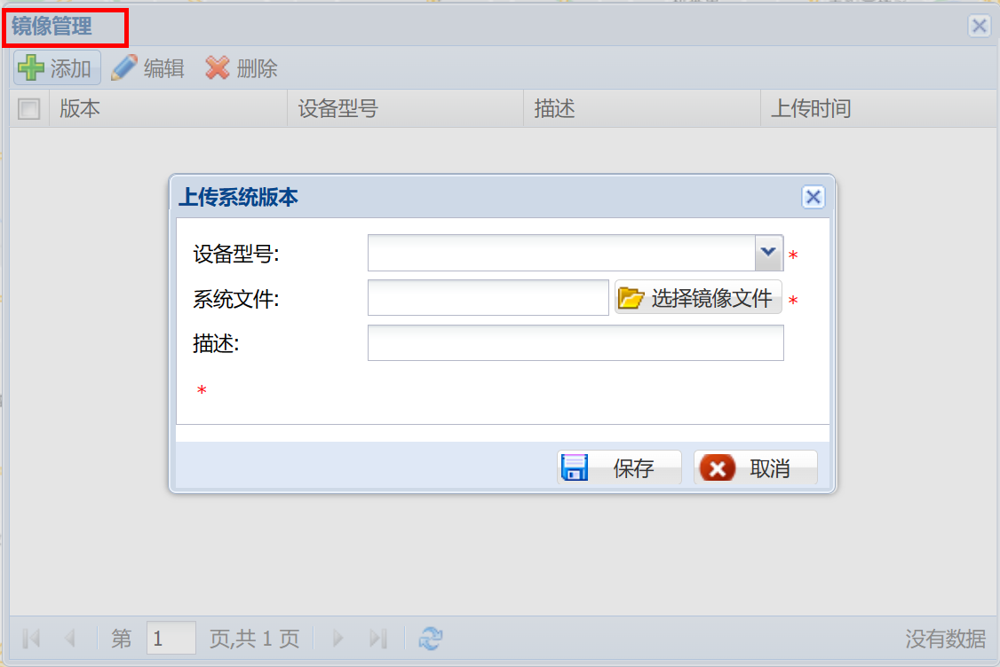 镜像管理
添加 编辑 删除
版本 设备型号 描述 上传时间
上传系统版本
设备型号: *
系统文件: 选择镜像文件 *
描述:
*
保存 取消
第 1 页,共 1 页 没有数据